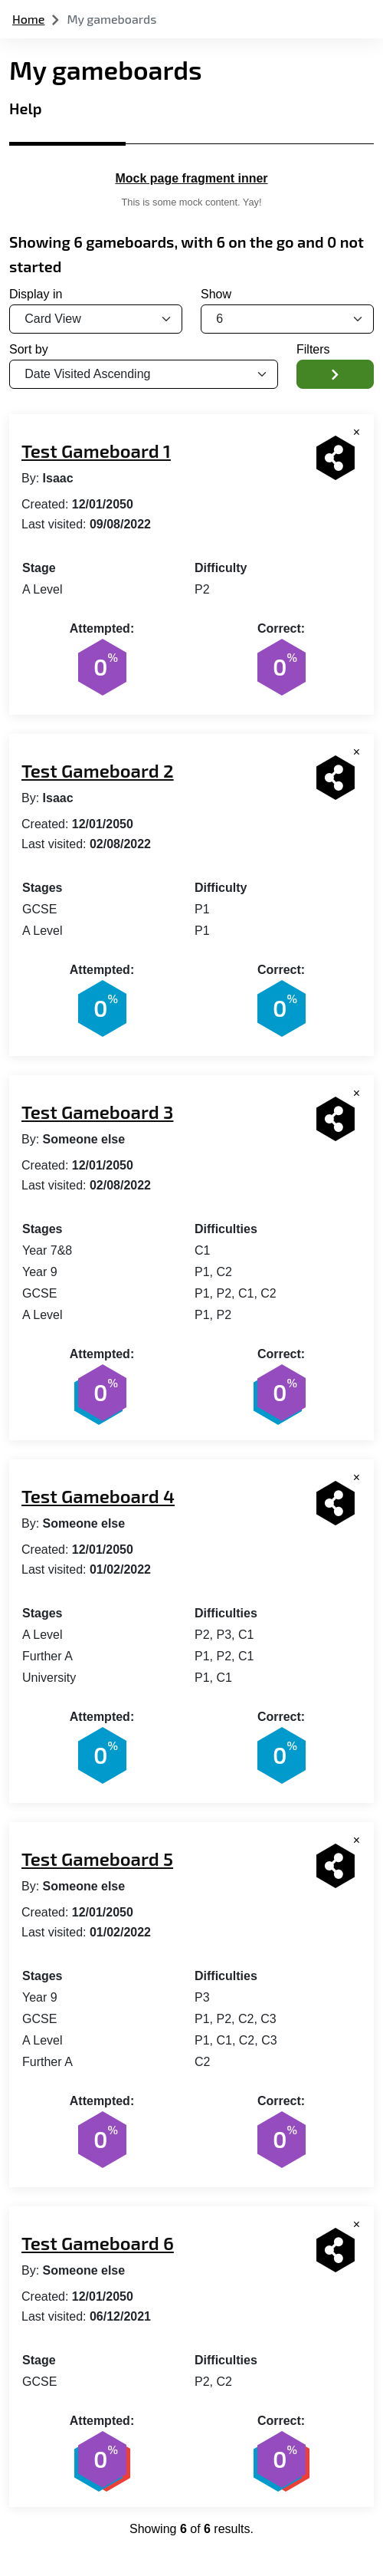 Home > My gameboards
My gameboards
Help
Mock page fragment inner
This is some mock content. Yay!
Showing 6 gameboards, with 6 on the go and 0 not
started
Display in Show
Card View 6
Sort by Filters
Date Visited Ascending
×
Test Gameboard 1
By: Isaac
Created: 12/01/2050
Last visited: 09/08/2022
Stage Difficulty
A Level P2
Attempted: Correct:
0% 0%
×
Test Gameboard 2
By: Isaac
Created: 12/01/2050
Last visited: 02/08/2022
Stages Difficulty
GCSE P1
A Level P1
Attempted: Correct:
0% 0%
×
Test Gameboard 3
By: Someone else
Created: 12/01/2050
Last visited: 02/08/2022
Stages Difficulties
Year 7&8 C1
Year 9 P1, C2
GCSE P1, P2, C1, C2
A Level P1, P2
Attempted: Correct:
0% 0%
×
Test Gameboard 4
By: Someone else
Created: 12/01/2050
Last visited: 01/02/2022
Stages Difficulties
A Level P2, P3, C1
Further A P1, P2, C1
University P1, C1
Attempted: Correct:
0% 0%
×
Test Gameboard 5
By: Someone else
Created: 12/01/2050
Last visited: 01/02/2022
Stages Difficulties
Year 9 P3
GCSE P1, P2, C2, C3
A Level P1, C1, C2, C3
Further A C2
Attempted: Correct:
0% 0%
×
Test Gameboard 6
By: Someone else
Created: 12/01/2050
Last visited: 06/12/2021
Stage Difficulties
GCSE P2, C2
Attempted: Correct:
0% 0%
Showing 6 of 6 results.